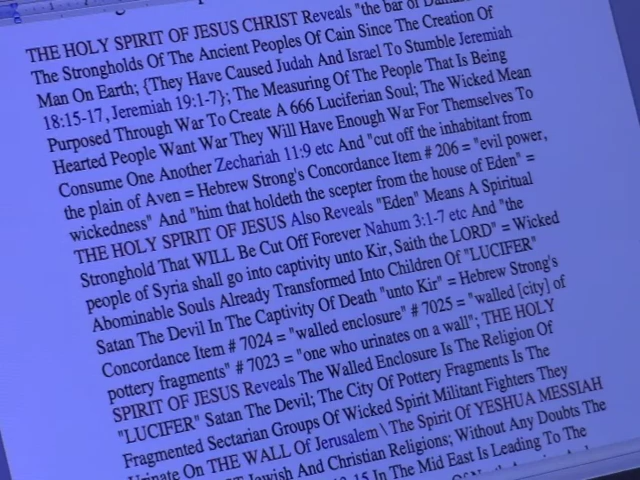 THE HOLY SPIRIT OF JESUS CHRIST Reveals "the bar of
The Strongholds Of The Ancient Peoples Of Cain Since The Creation Of
Man On Earth; {They Have Caused Judah And Israel To Stumble Jeremiah
18:15-17, Jeremiah 19:1-7}; The Measuring Of The People That Is Being
Purposed Through War To Create A 666 Luciferian Soul; The Wicked Mean
Hearted People Want War They Will Have Enough War For Themselves To
Consume One Another Zechariah 11:9 etc And "cut off the inhabitant from
the plain of Aven = Hebrew Strong's Concordance Item # 206 = "evil power,
wickedness" And "him that holdeth the scepter from the house of Eden" =
THE HOLY SPIRIT OF JESUS Also Reveals "Eden" Means A Spiritual
Stronghold That WILL Be Cut Off Forever Nahum 3:1-7 etc And "the
people of Syria shall go into captivity unto Kir, Saith the LORD" = Wicked
Abominable Souls Already Transformed Into Children Of "LUCIFER"
Satan The Devil In The Captivity Of Death "unto Kir" = Hebrew Strong's
Concordance Item # 7024 = "walled enclosure" # 7025 = "walled [city] of
pottery fragments" # 7023 = "one who urinates on a wall"; THE HOLY
SPIRIT OF JESUS Reveals The Walled Enclosure Is The Religion Of
"LUCIFER" Satan The Devil; The City Of Pottery Fragments Is The
Fragmented Sectarian Groups Of Wicked Spirit Militant Fighters They
Urinate On THE WALL Of Jerusalem \ The Spirit Of YESHUA MESSIAH
Jewish And Christian Religions; Without Any Doubts The
In The Mid East Is Leading To The